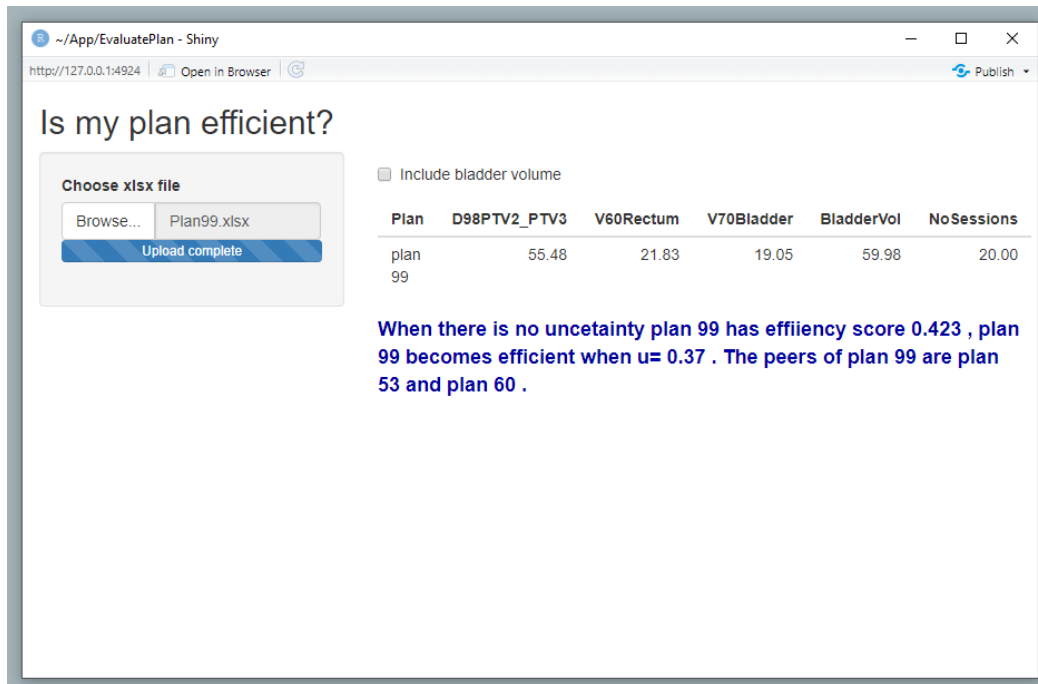 R ~/App/EvaluatePlan - Shiny
http://127.0.0.1:4924 Open in Browser Publish
Is my plan efficient?
Choose xlsx file
Browse... Plan99.xlsx
Upload complete
Include bladder volume
Plan D98PTV2_PTV3 V60Rectum V70Bladder BladderVol NoSessions
plan 55.48 21.83 19.05 59.98 20.00
99
When there is no uncetainty plan 99 has effiiency score 0.423 , plan
99 becomes efficient when u= 0.37 . The peers of plan 99 are plan
53 and plan 60 .